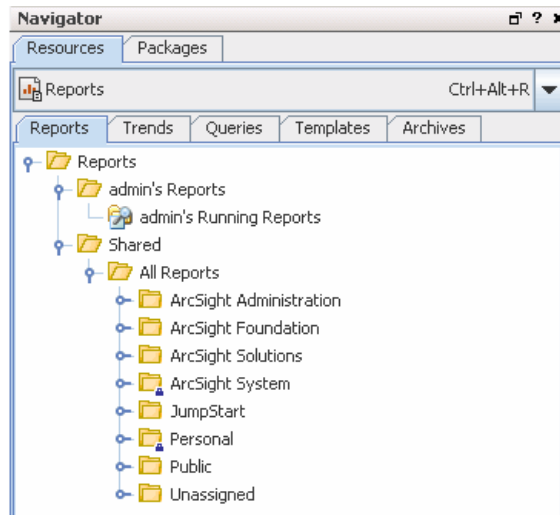 Navigator ?
Resources Packages
Reports Ctrl+Alt+R
Reports Trends Queries Templates Archives
Reports
admin's Reports
admin's Running Reports
Shared
All Reports
ArcSight Administration
ArcSight Foundation
ArcSight Solutions
ArcSight System
JumpStart
Personal
Public
Unassigned